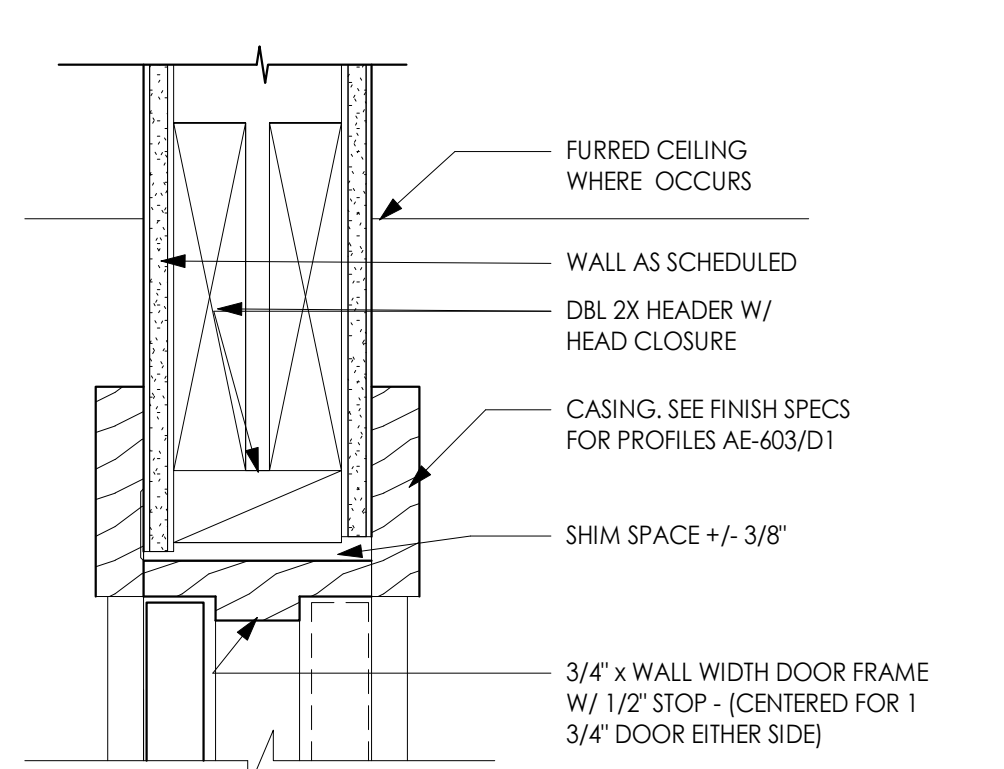 FURRED CEILING
WHERE OCCURS
WALL AS SCHEDULED
DBL 2X HEADER W/
HEAD CLOSURE
CASING. SEE FINISH SPECS
FOR PROFILES AE-603/D1
SHIM SPACE +/- 3/8"
3/4" x WALL WIDTH DOOR FRAME
W/ 1/2" STOP - (CENTERED FOR 1
3/4" DOOR EITHER SIDE)